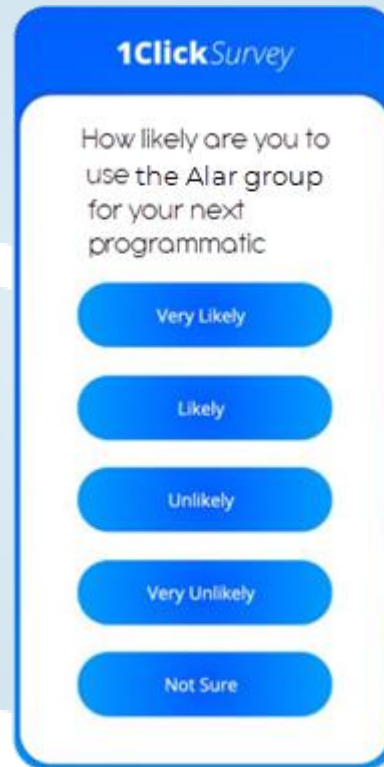 1ClickSurvey
How likely are you to
use the Alar group
for your next
programmatic
Very Likely
Likely
Unlikely
Very Unlikely
Not Sure